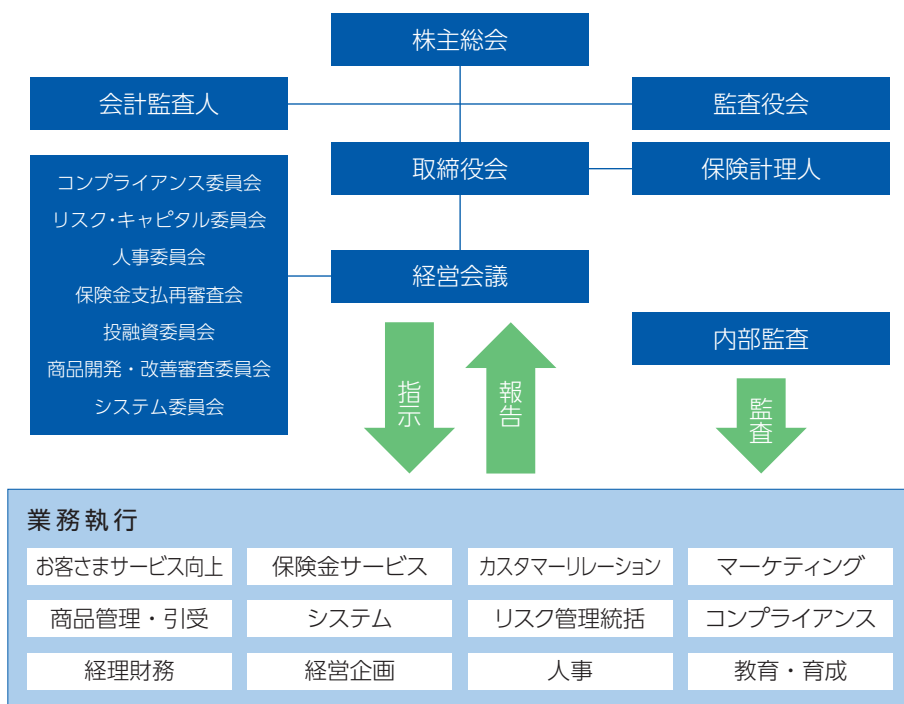 株主総会
会計監査人
監査役会
取締役会
保険計理人
コンプライアンス委員会
リスク・キャピタル委員会
人事委員会
保険金支払再審査会
投融資委員会
商品開発・改善審査委員会
システム委員会
経営会議
内部監査
指示
報告
監査
業務執行
お客さまサービス向上
保険金サービス
カスタマーリレーション
マーケティング
商品管理・引受
システム
リスク管理統括
コンプライアンス
経理財務
経営企画
人事
教育・育成